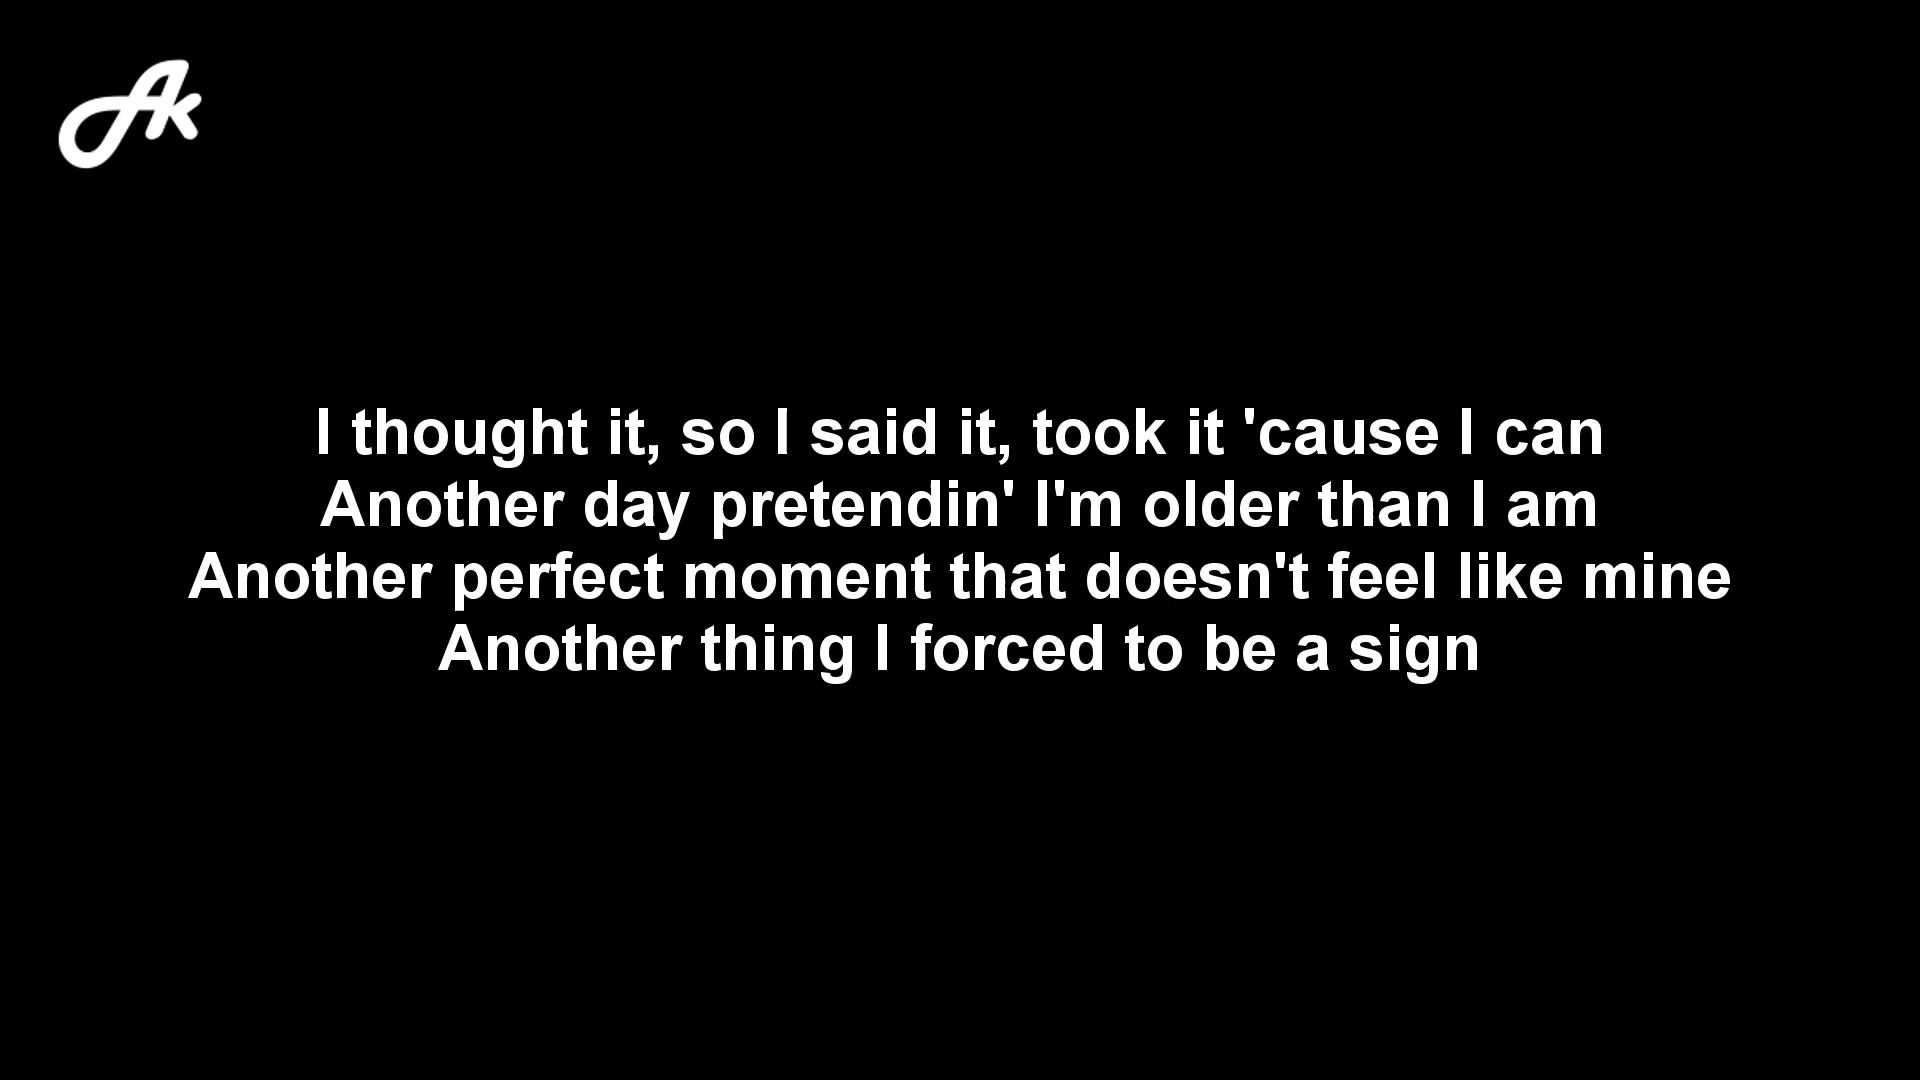 Ak
I thought it, so I said it, took it 'cause I can
Another day pretendin' I'm older than I am
Another perfect moment that doesn't feel like mine
Another thing I forced to be a sign